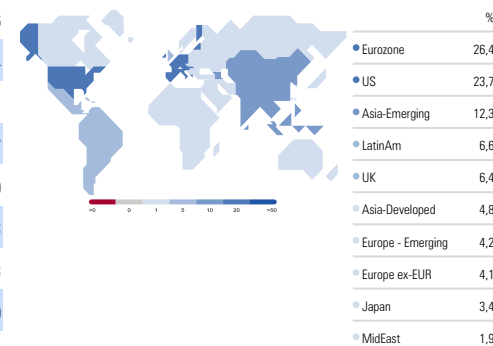 %
Eurozone 26,4
US 23,7
Asia-Emerging 12,3
LatinAm 6,6
UK 6,4
Asia-Developed 4,8
Europe - Emerging 4,2
Europe ex-EUR 4,1
Japan 3,4
MidEast 1,9
<0 0 1 5 10 20 >50